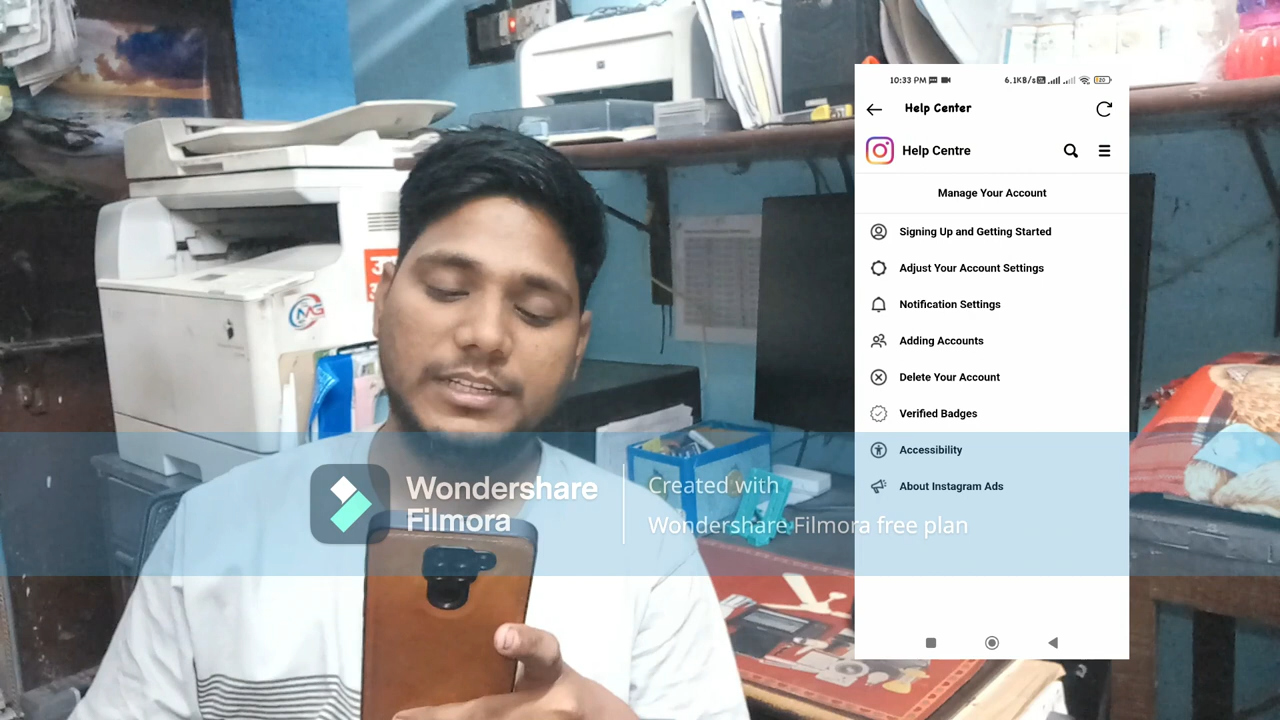 10:33 PM
6.1KB/s
20
Help Center
Help Centre
Manage Your Account
Signing Up and Getting Started
Adjust Your Account Settings
Notification Settings
Adding Accounts
Delete Your Account
Verified Badges
Accessibility
About Instagram Ads
Wondershare
Filmora
Created with
Wondershare Filmora free plan
MG